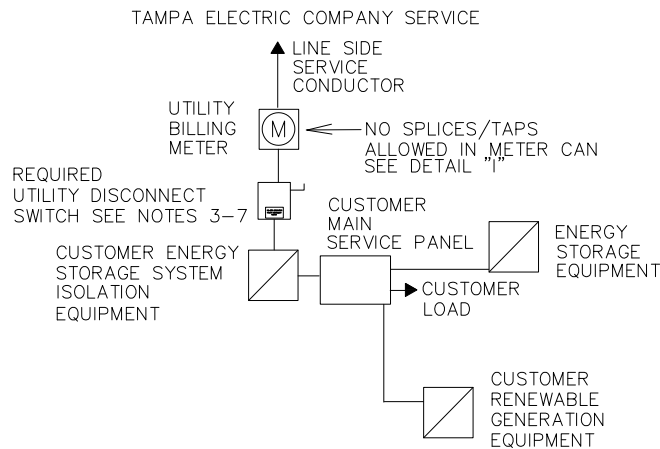 TAMPA ELECTRIC COMPANY SERVICE
LINE SIDE
SERVICE
CONDUCTOR
UTILITY
BILLING
METER
M
NO SPLICES/TAPS
ALLOWED IN METER CAN
SEE DETAIL "I"
REQUIRED
UTILITY DISCONNECT
SWITCH SEE NOTES 3-7
CUSTOMER
MAIN
SERVICE PANEL
ENERGY
STORAGE
EQUIPMENT
CUSTOMER ENERGY
STORAGE SYSTEM
ISOLATION
EQUIPMENT
CUSTOMER
LOAD
CUSTOMER
RENEWABLE
GENERATION
EQUIPMENT